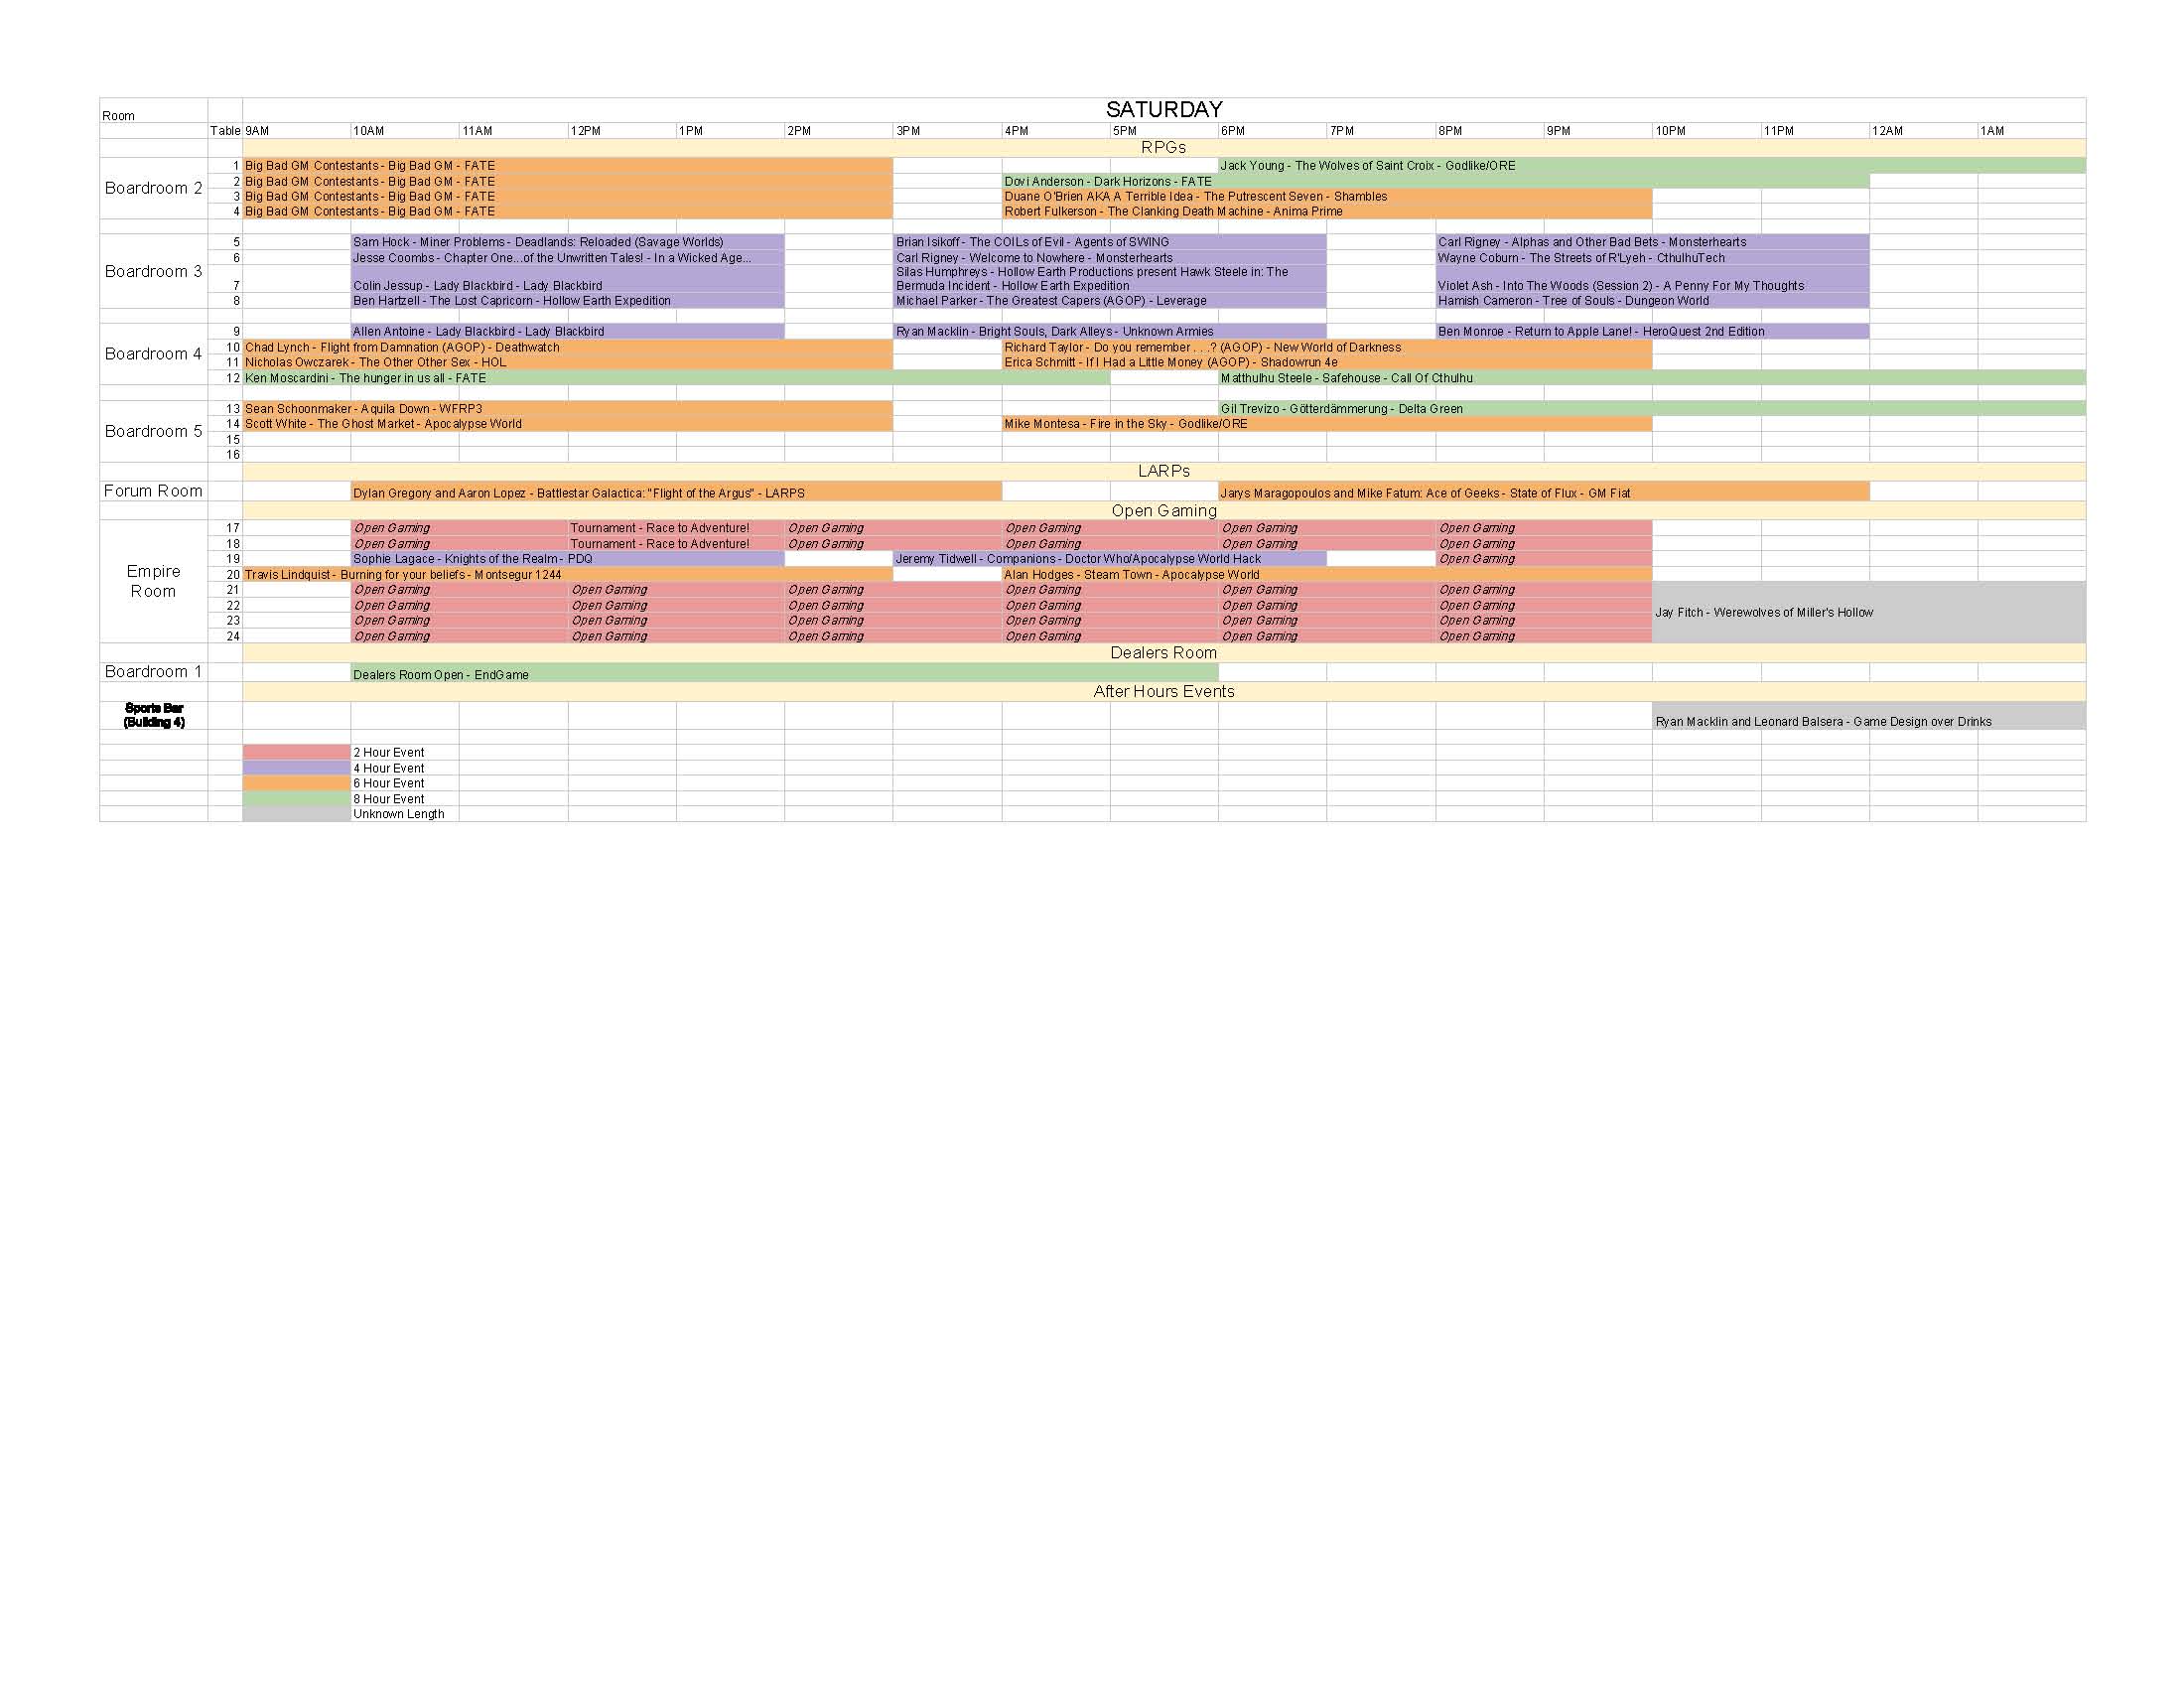 SATURDAY
Room
Table 9AM 10AM 11AM 12PM 1PM 2PM 3PM 4PM 5PM 6PM 7PM 8PM 9PM 10PM 11PM 12AM 1AM
RPGs
Boardroom 2
1 Big Bad GM Contestants - Big Bad GM - FATE Jack Young - The Wolves of Saint Croix - Godlike/ORE
2 Big Bad GM Contestants - Big Bad GM - FATE Dovi Anderson - Dark Horizons - FATE
3 Big Bad GM Contestants - Big Bad GM - FATE Duane O'Brien AKA A Terrible Idea - The Putrescent Seven - Shambles
4 Big Bad GM Contestants - Big Bad GM - FATE Robert Fulkerson - The Clanking Death Machine - Anima Prime
Boardroom 3
5 Sam Hock - Miner Problems - Deadlands: Reloaded (Savage Worlds) Brian Isikoff - The COILs of Evil - Agents of SWING Carl Rigney - Alphas and Other Bad Bets - Monsterhearts
6 Jesse Coombs - Chapter One...of the Unwritten Tales! - In a Wicked Age... Carl Rigney - Welcome to Nowhere - Monsterhearts Wayne Coburn - The Streets of R'Lyeh - CthulhuTech
Silas Humphreys - Hollow Earth Productions present Hawk Steele in: The
7 Colin Jessup - Lady Blackbird - Lady Blackbird Bermuda Incident - Hollow Earth Expedition Violet Ash - Into The Woods (Session 2) - A Penny For My Thoughts
8 Ben Hartzell - The Lost Capricorn - Hollow Earth Expedition Michael Parker - The Greatest Capers (AGOP) - Leverage Hamish Cameron - Tree of Souls - Dungeon World
Boardroom 4
9 Allen Antoine - Lady Blackbird - Lady Blackbird Ryan Macklin - Bright Souls, Dark Alleys - Unknown Armies Ben Monroe - Return to Apple Lane! - HeroQuest 2nd Edition
10 Chad Lynch - Flight from Damnation (AGOP) - Deathwatch Richard Taylor - Do you remember . . .? (AGOP) - New World of Darkness
11 Nicholas Owczarek - The Other Other Sex - HOL Erica Schmitt - If I Had a Little Money (AGOP) - Shadowrun 4e
12 Ken Moscardini - The hunger in us all - FATE Matthulhu Steele - Safehouse - Call Of Cthulhu
Boardroom 5
13 Sean Schoonmaker - Aquila Down - WFRP3 Gil Trevizo - Götterdämmerung - Delta Green
14 Scott White - The Ghost Market - Apocalypse World Mike Montesa - Fire in the Sky - Godlike/ORE
15
16
LARPs
Forum Room Dylan Gregory and Aaron Lopez - Battlestar Galactica: "Flight of the Argus" - LARPS Jarys Maragopoulos and Mike Fatum: Ace of Geeks - State of Flux - GM Fiat
Open Gaming
Empire
Room
17 Open Gaming Tournament - Race to Adventure! Open Gaming Open Gaming Open Gaming Open Gaming
18 Open Gaming Tournament - Race to Adventure! Open Gaming Open Gaming Open Gaming Open Gaming
19 Sophie Lagace - Knights of the Realm - PDQ Jeremy Tidwell - Companions - Doctor Who/Apocalypse World Hack Open Gaming
20 Travis Lindquist - Burning for your beliefs - Montsegur 1244 Alan Hodges - Steam Town - Apocalypse World
21 Open Gaming Open Gaming Open Gaming Open Gaming Open Gaming Open Gaming
22 Open Gaming Open Gaming Open Gaming Open Gaming Open Gaming Open Gaming
Jay Fitch - Werewolves of Miller's Hollow
23 Open Gaming Open Gaming Open Gaming Open Gaming Open Gaming Open Gaming
24 Open Gaming Open Gaming Open Gaming Open Gaming Open Gaming Open Gaming
Dealers Room
Boardroom 1 Dealers Room Open - EndGame
After Hours Events
Sports Bar
(Building 4) Ryan Macklin and Leonard Balsera - Game Design over Drinks
2 Hour Event
4 Hour Event
6 Hour Event
8 Hour Event
Unknown Length